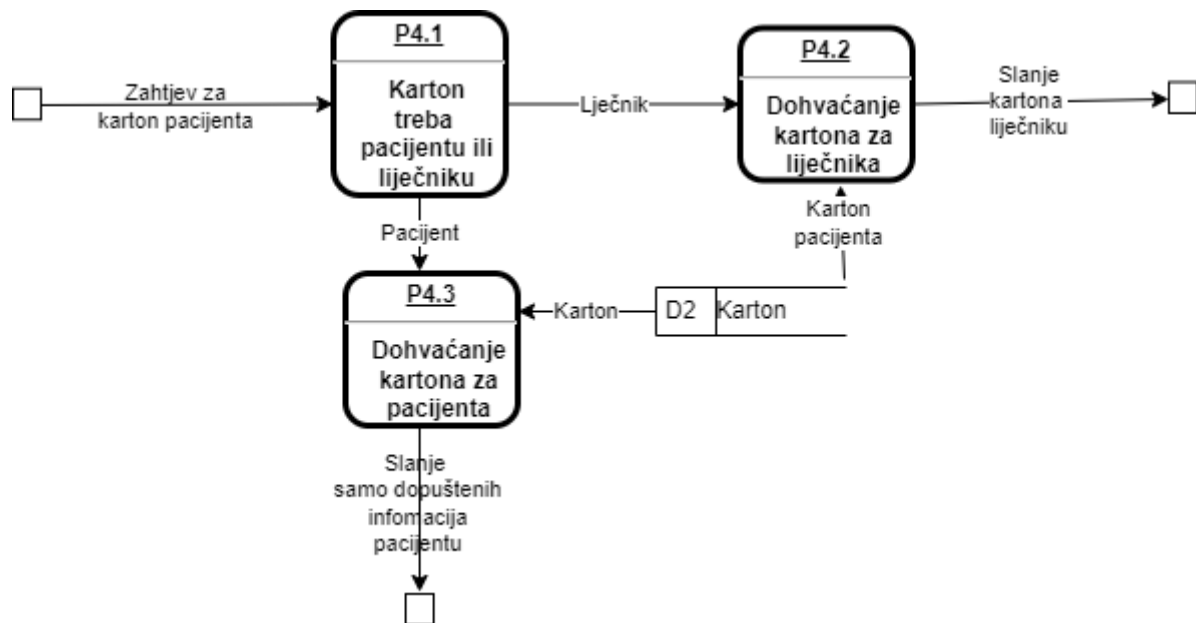 P4.1
Karton
treba
pacijentu ili
liječniku
Zahtjev za
karton pacijenta
Lječnik
P4.2
Dohvaćanje
kartona za
liječnika
Slanje
kartona
liječniku
Pacijent
Karton
pacijenta
P4.3
Dohvaćanje
kartona za
pacijenta
Karton
D2 Karton
Slanje
samo dopuštenih
infomacija
pacijentu